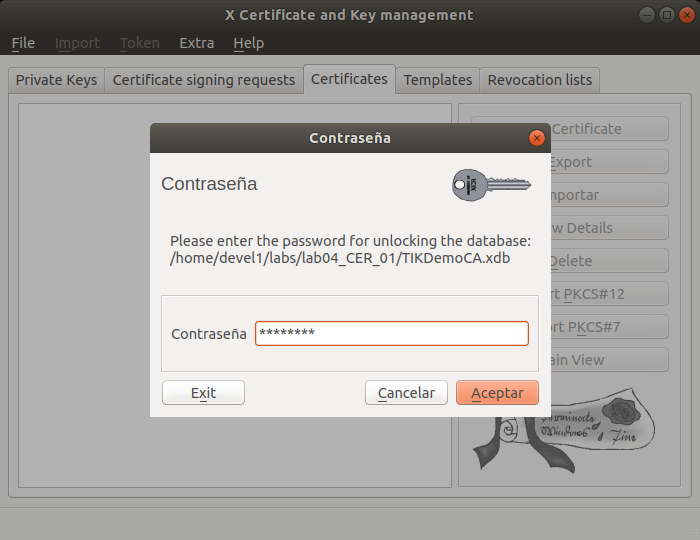 X Certificate and Key management
File Import Token Extra Help
Private Keys Certificate signing requests Certificates Templates Revocation lists
Contraseña
Certificate
Contraseña
Export
mportar
Please enter the password for unlocking the database:
w Details
/home/devel1/labs/lab04_CER_01/TIKDemoCA.xdb
Delete
rt PKCS#12
Contraseña ********
ort PKCS#7
ain View
Exit Cancelar Aceptar